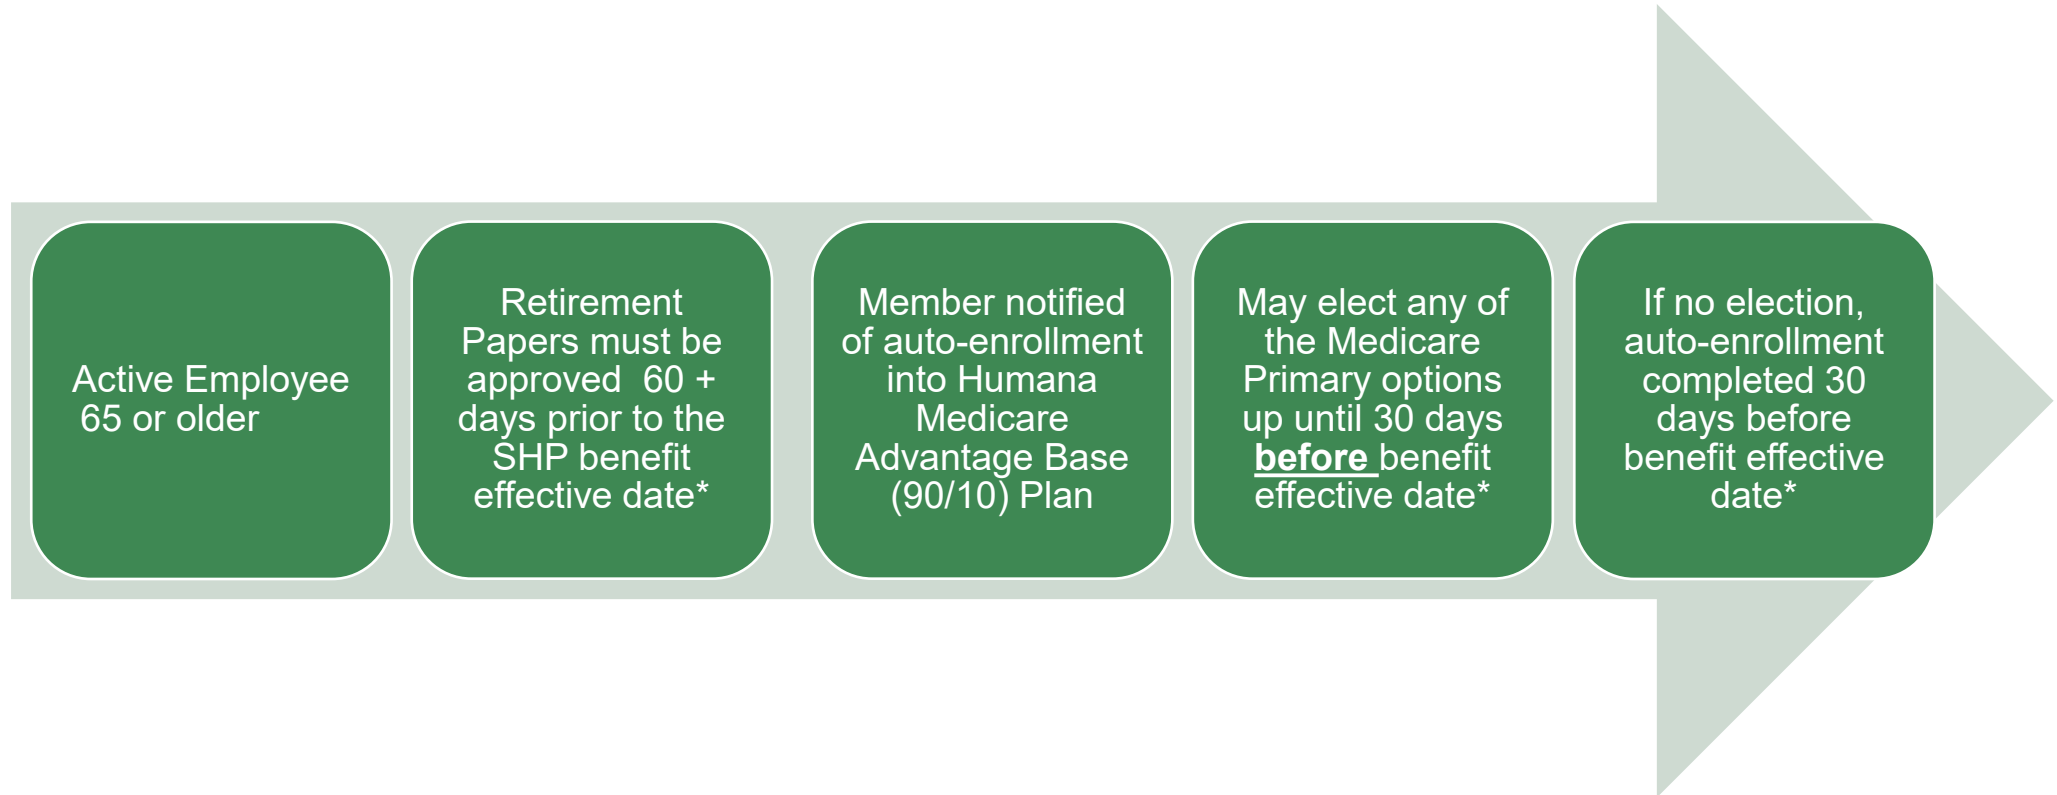 Active Employee
65 or older
Retirement
Papers must be
approved  60 +
days prior to the
SHP benefit
effective date*
Member notified
of auto-enrollment
into Humana
Medicare
Advantage Base
(90/10) Plan
May elect any of
the Medicare
Primary options
up until 30 days
before benefit
effective date*
If no election,
auto-enrollment
completed 30
days before
benefit effective
date*